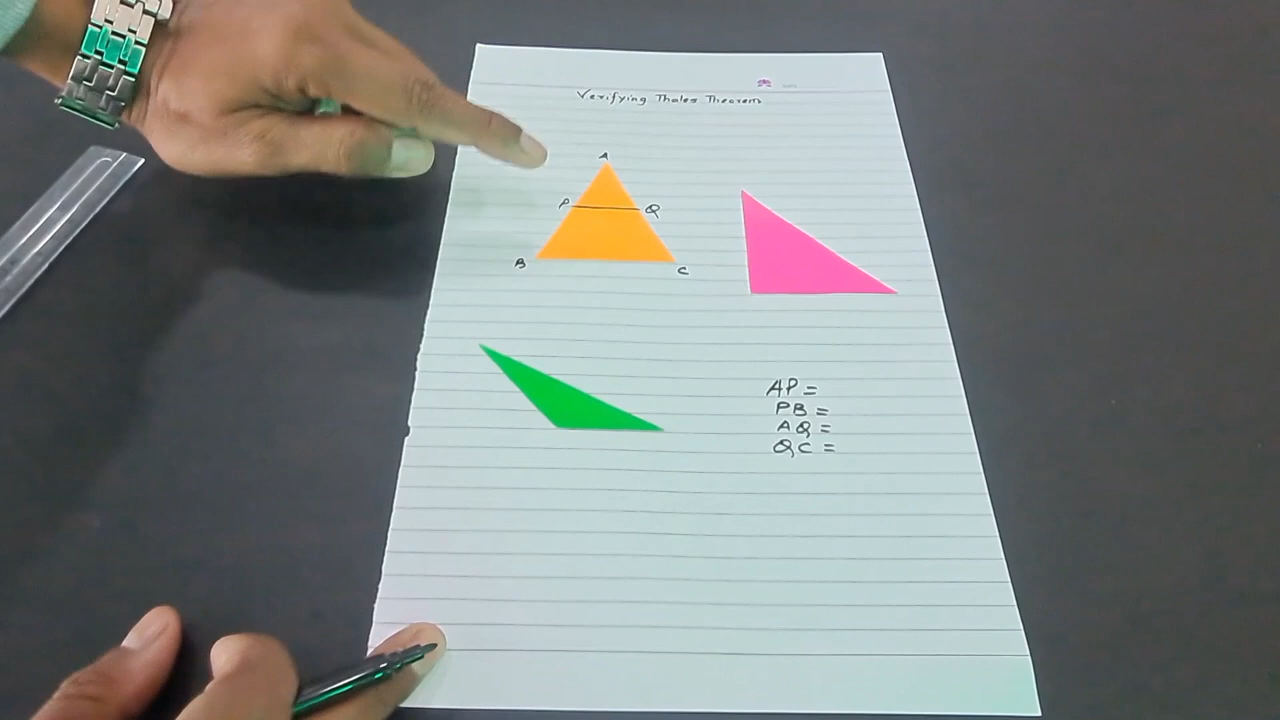 Verifying Thales Theorem
A
P
Q
B
C
AP =
PB =
AQ =
QC =